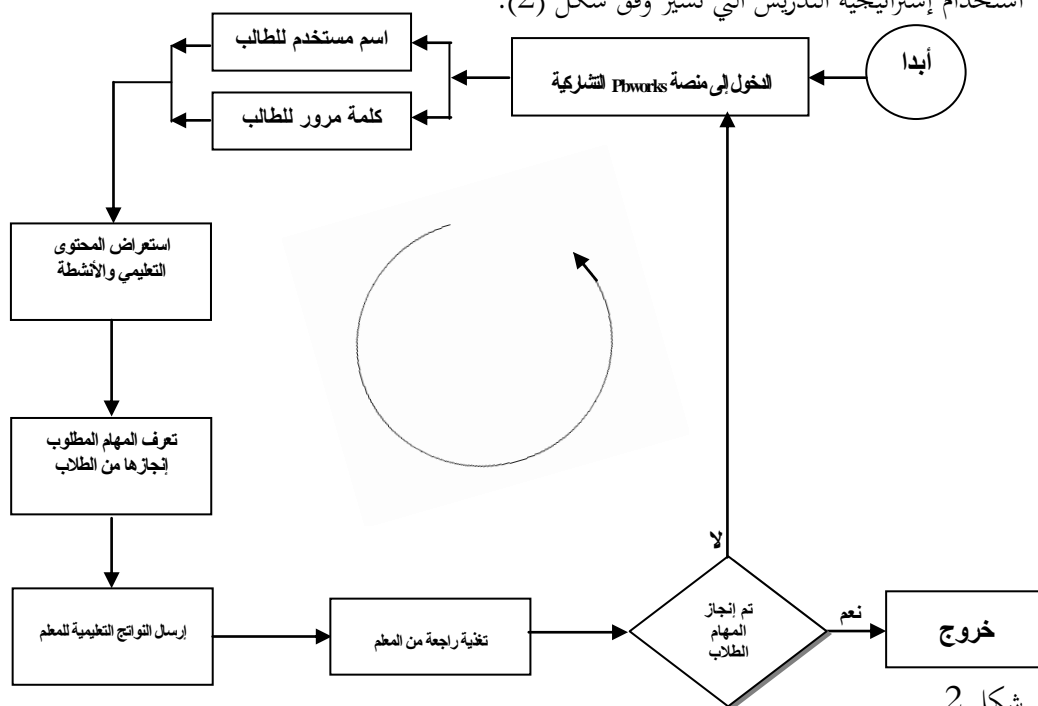 استخدام إستراتيجية التدريس التي تسير وفق شكل (2):
أبدا
الدخول إلى منصة Pbworks التشاركية
اسم مستخدم للطالب
كلمة مرور للطالب
استعراض المحتوى
التعليمي والأنشطة
تعرف المهام المطلوب
إنجازها من الطلاب
إرسال النواتج التعليمية للمعلم
تغذية راجعة من المعلم
تم إنجاز
المهام
الطلاب
لا
نعم
خروج
شكل 2